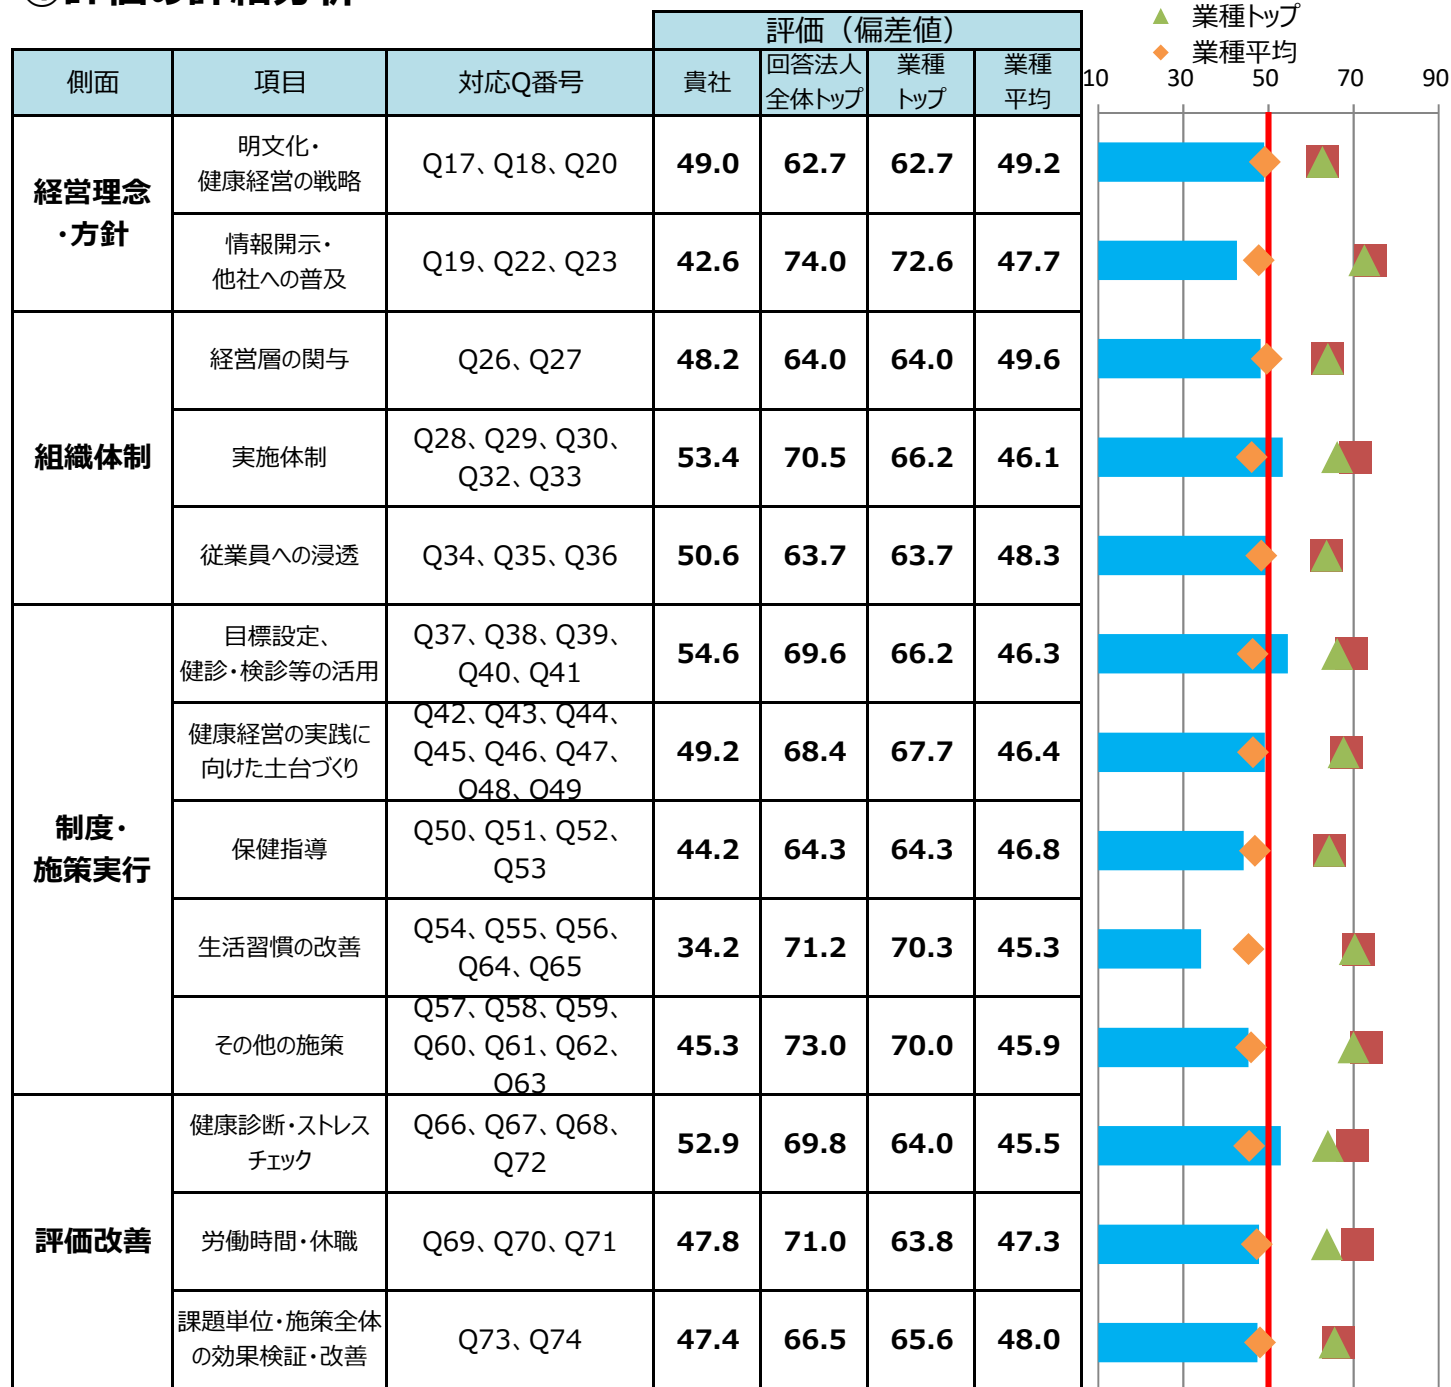 評価（偏差値）
▲ 業種トップ
◆ 業種平均
側面 項目 対応Q番号 貴社 回答法人全体トップ 業種トップ 業種平均
10 30 50 70 90
経営理念・方針
明文化・
健康経営の戦略
Q17、Q18、Q20 49.0 62.7 62.7 49.2
情報開示・
他社への普及
Q19、Q22、Q23 42.6 74.0 72.6 47.7
組織体制
経営層の関与 Q26、Q27 48.2 64.0 64.0 49.6
実施体制
Q28、Q29、Q30、
Q32、Q33
53.4 70.5 66.2 46.1
従業員への浸透 Q34、Q35、Q36 50.6 63.7 63.7 48.3
制度・
施策実行
目標設定、
健診・検診等の活用
Q37、Q38、Q39、
Q40、Q41
54.6 69.6 66.2 46.3
健康経営の実践に
向けた土台づくり
Q42、Q43、Q44、
Q45、Q46、Q47、
Q48、Q49
49.2 68.4 67.7 46.4
保健指導
Q50、Q51、Q52、
Q53
44.2 64.3 64.3 46.8
生活習慣の改善
Q54、Q55、Q56、
Q64、Q65
34.2 71.2 70.3 45.3
その他の施策
Q57、Q58、Q59、
Q60、Q61、Q62、
Q63
45.3 73.0 70.0 45.9
評価改善
健康診断・ストレス
チェック
Q66、Q67、Q68、
Q72
52.9 69.8 64.0 45.5
労働時間・休職 Q69、Q70、Q71 47.8 71.0 63.8 47.3
課題単位・施策全体
の効果検証・改善
Q73、Q74 47.4 66.5 65.6 48.0